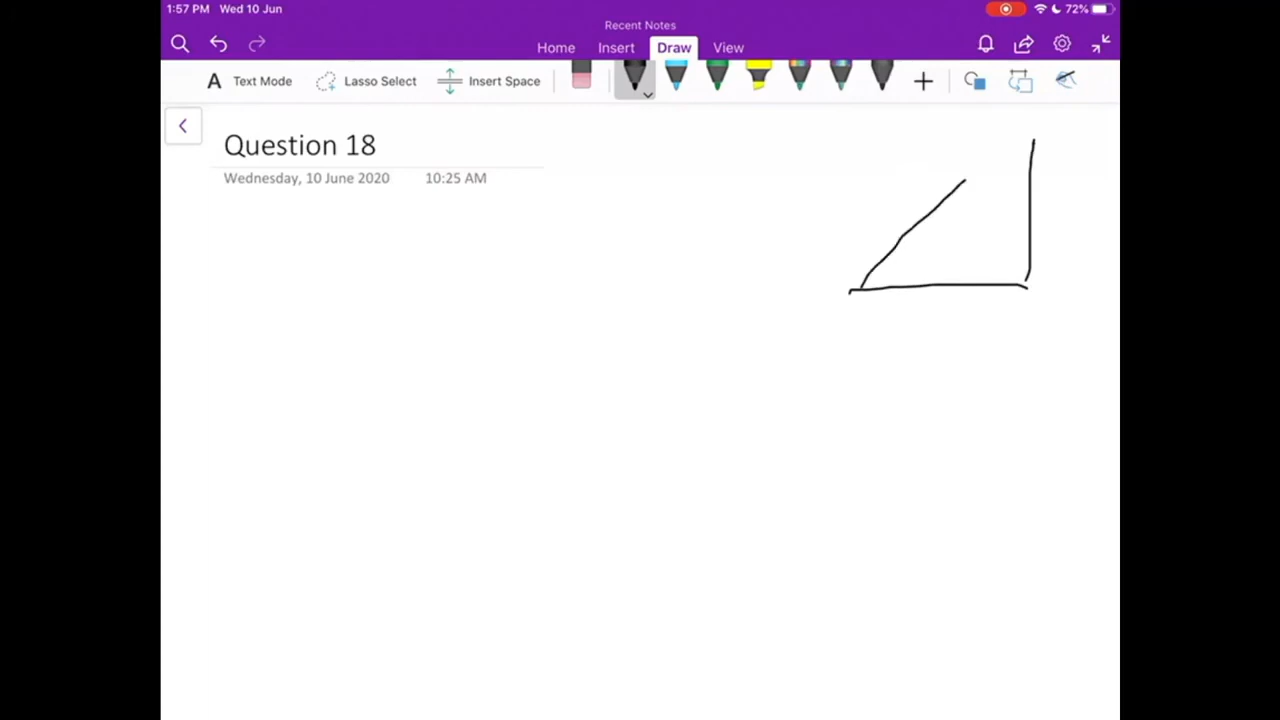 1:57 PM Wed 10 Jun 72%
Recent Notes
Home Insert Draw View
A Text Mode Lasso Select Insert Space
Question 18
Wednesday, 10 June 2020 10:25 AM